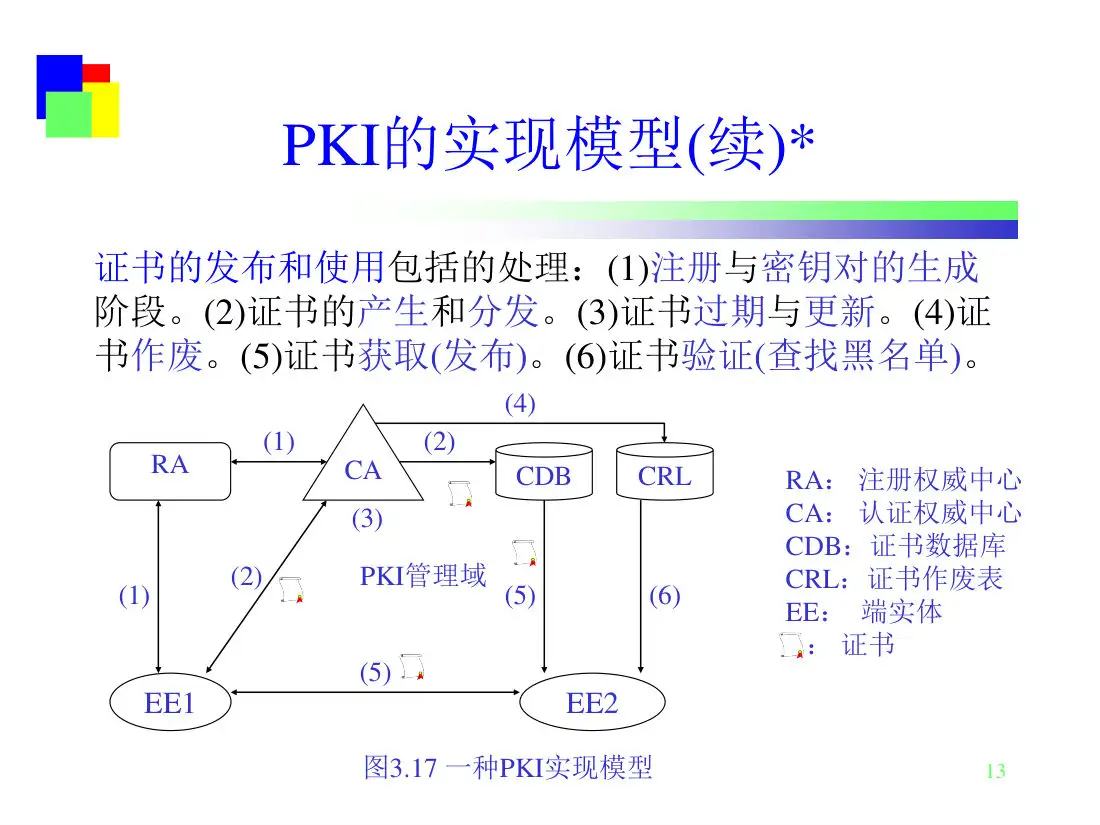 PKI的实现模型(续)*
证书的发布和使用包括的处理：(1)注册与密钥对的生成
阶段。(2)证书的产生和分发。(3)证书过期与更新。(4)证
书作废。(5)证书获取(发布)。(6)证书验证(查找黑名单)。
(4)
(1)
(2)
RA
CA
CDB
CRL
(3)
(2)
PKI管理域
(1)
(5)
(6)
(5)
EE1
EE2
RA： 注册权威中心
CA： 认证权威中心
CDB：证书数据库
CRL：证书作废表
EE： 端实体
： 证书
图3.17 一种PKI实现模型
13